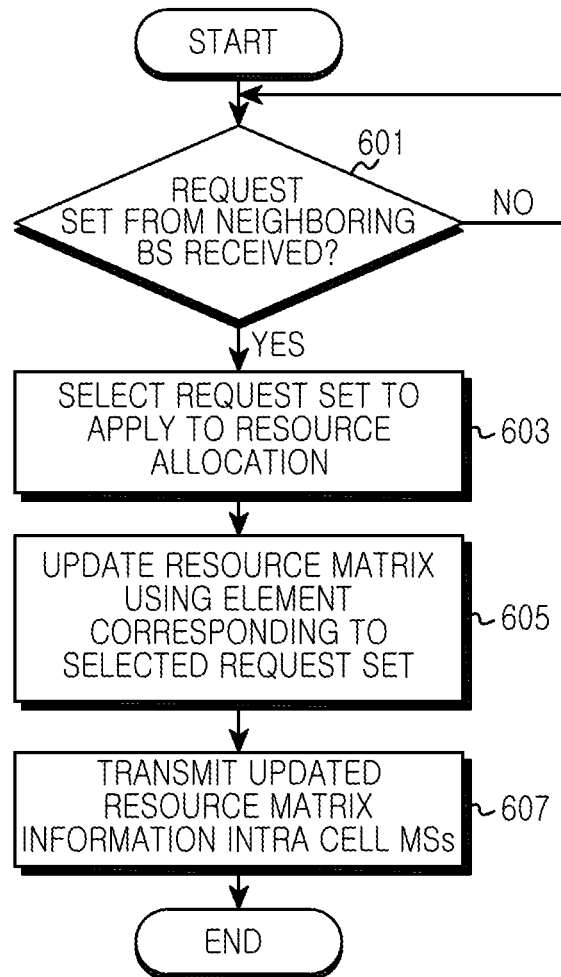 START
601
REQUEST
SET FROM NEIGHBORING
BS RECEIVED?
NO
YES
SELECT REQUEST SET TO
APPLY TO RESOURCE
ALLOCATION
603
UPDATE RESOURCE MATRIX
USING ELEMENT
CORRESPONDING TO
SELECTED REQUEST SET
605
TRANSMIT UPDATED
RESOURCE MATRIX
INFORMATION INTRA CELL MSs
607
END